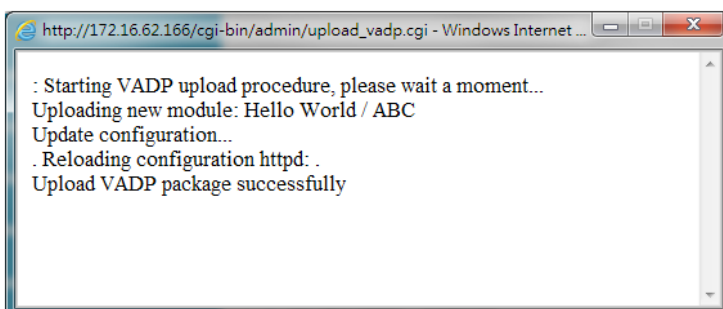 http://172.16.62.166/cgi-bin/admin/upload_vadp.cgi - Windows Internet ...
: Starting VADP upload procedure, please wait a moment...
Uploading new module: Hello World / ABC
Update configuration...
. Reloading configuration httpd: .
Upload VADP package successfully